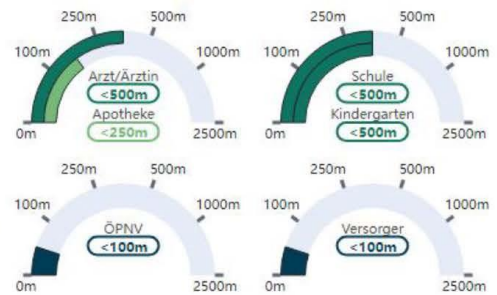 250m 500m
100m 1000m
Arzt/Ärztin
<500m
Apotheke
<250m
0m 2500m
250m 500m
100m 1000m
Schule
<500m
Kindergarten
<500m
0m 2500m
250m 500m
100m 1000m
ÖPNV
<100m
0m 2500m
250m 500m
100m 1000m
Versorger
<100m
0m 2500m